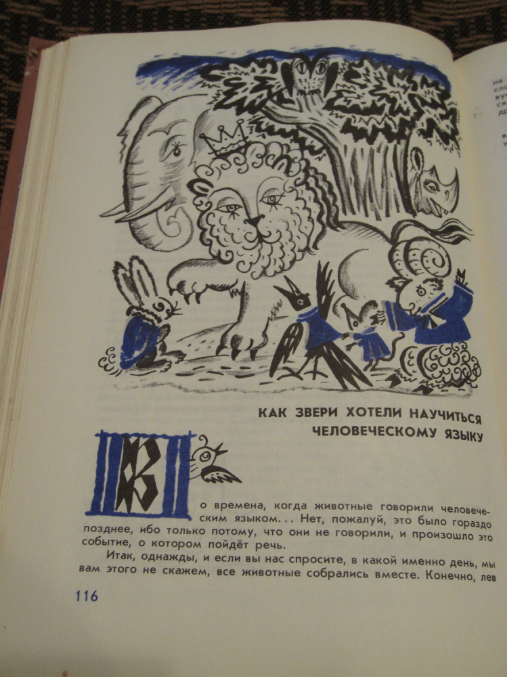 КАК ЗВЕРИ ХОТЕЛИ НАУЧИТЬСЯ
ЧЕЛОВЕЧЕСКОМУ ЯЗЫКУ
В
о времена, когда животные говорили человече-
ским языком... Нет, пожалуй, это было гораздо
позднее, ибо только потому, что они не говорили, и произошло это
событие, о котором пойдёт речь.
Итак, однажды, и если вы нас спросите, в какой именно день, мы
вам этого не скажем, все животные собрались вместе. Конечно, лев
116